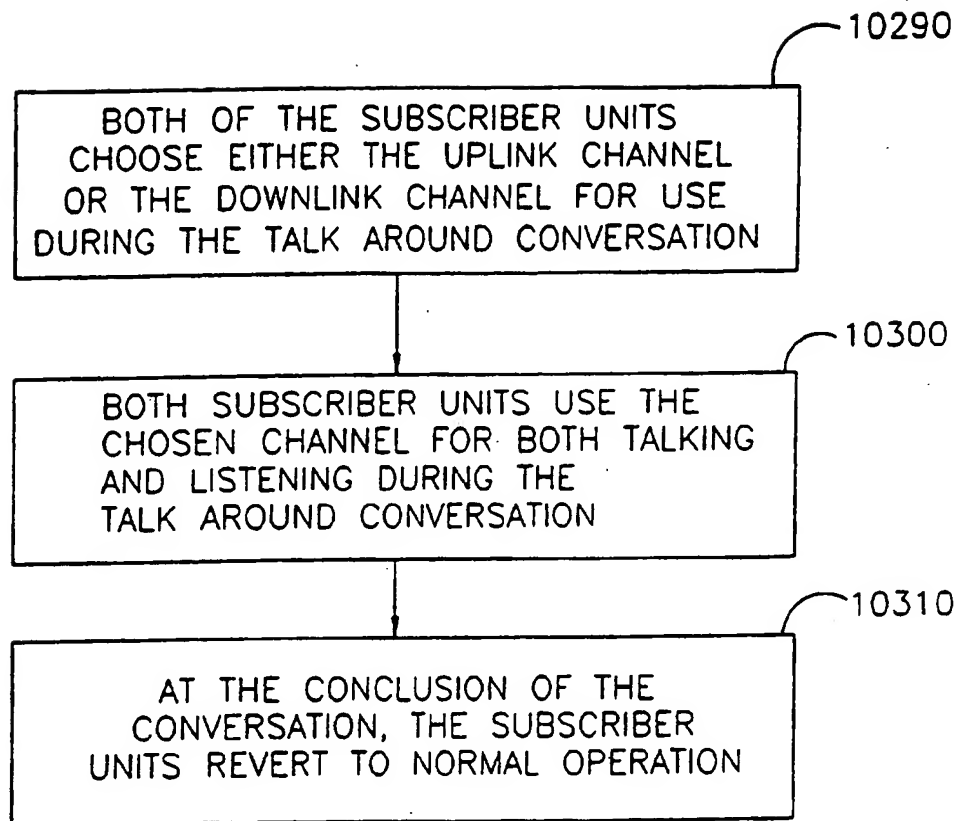 10290
BOTH OF THE SUBSCRIBER UNITS
CHOOSE EITHER THE UPLINK CHANNEL
OR THE DOWNLINK CHANNEL FOR USE
DURING THE TALK AROUND CONVERSATION
10300
BOTH SUBSCRIBER UNITS USE THE
CHOSEN CHANNEL FOR BOTH TALKING
AND LISTENING DURING THE
TALK AROUND CONVERSATION
10310
AT THE CONCLUSION OF THE
CONVERSATION, THE SUBSCRIBER
UNITS REVERT TO NORMAL OPERATION